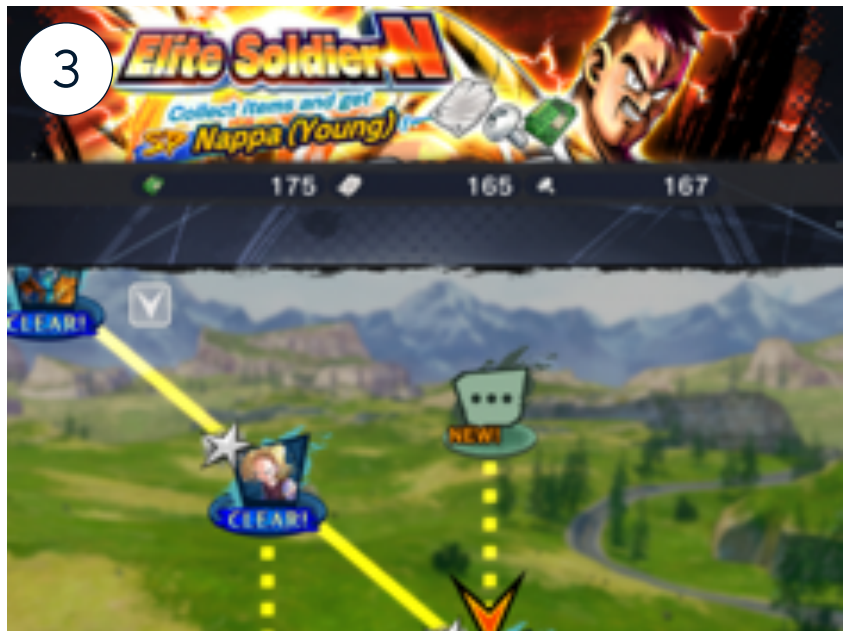 3
Elite Soldier N
Collect items and get
SP Nappa (Young)
175 165 167
CLEAR!
NEW!
CLEAR!